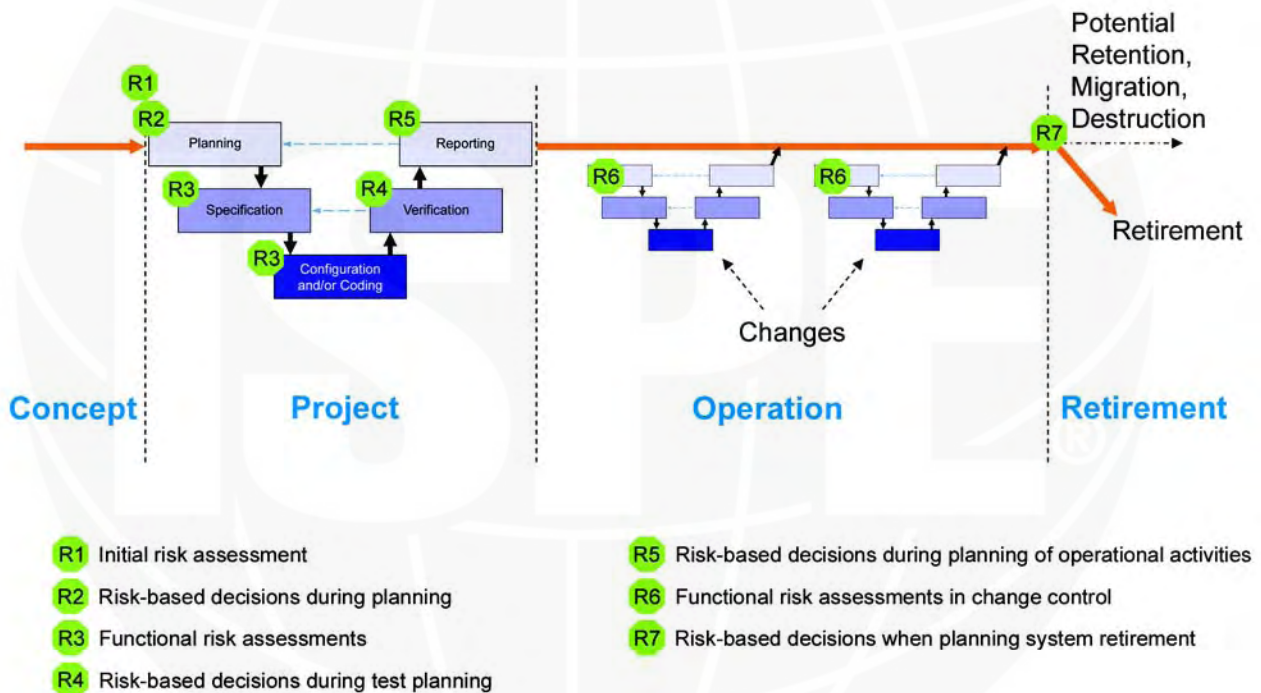 Potential
Retention,
Migration,
Destruction
R1
R2
Planning
R5
Reporting
R7
R3
Specification
R4
Verification
R6
R6
R3
Configuration
and/or Coding
Retirement
Changes
Concept
Project
Operation
Retirement
ISPE
®
R1 Initial risk assessment
R2 Risk-based decisions during planning
R3 Functional risk assessments
R4 Risk-based decisions during test planning
R5 Risk-based decisions during planning of operational activities
R6 Functional risk assessments in change control
R7 Risk-based decisions when planning system retirement